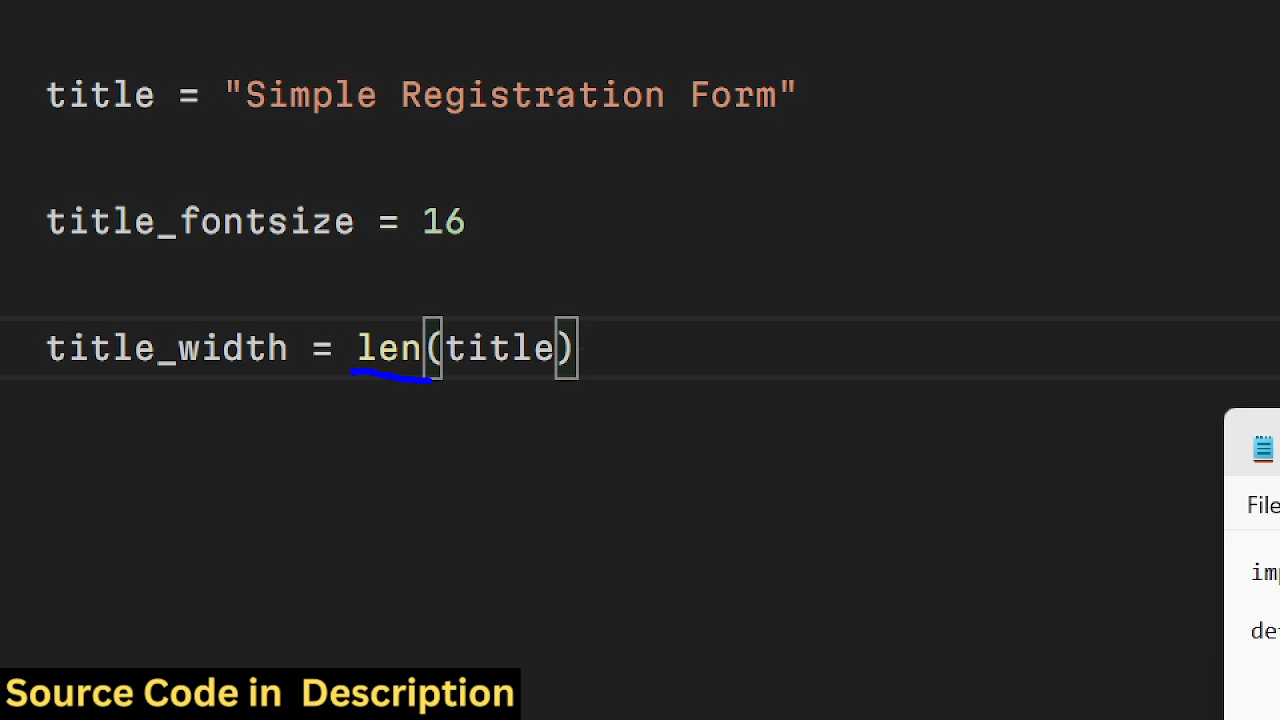 title = "Simple Registration Form"
title_fontsize = 16
title_width = len(title)
File
Source Code in Description